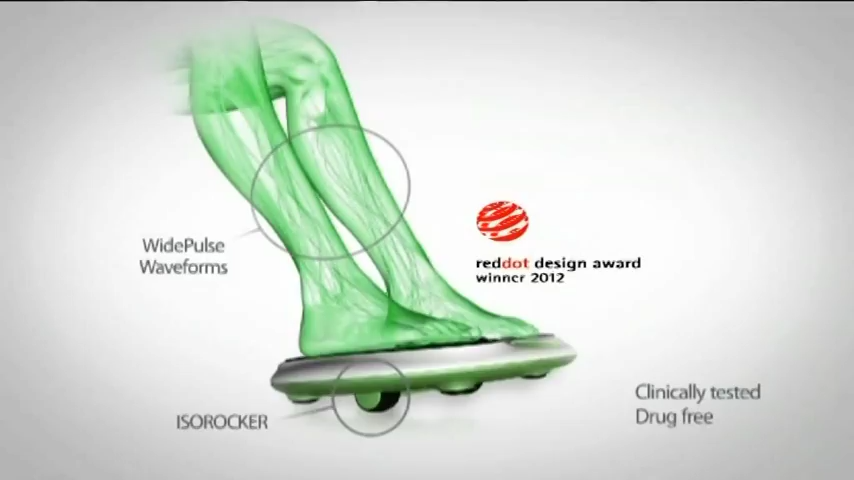 WidePulse
Waveforms
reddot design award
winner 2012
ISOROCKER
Clinically tested
Drug free